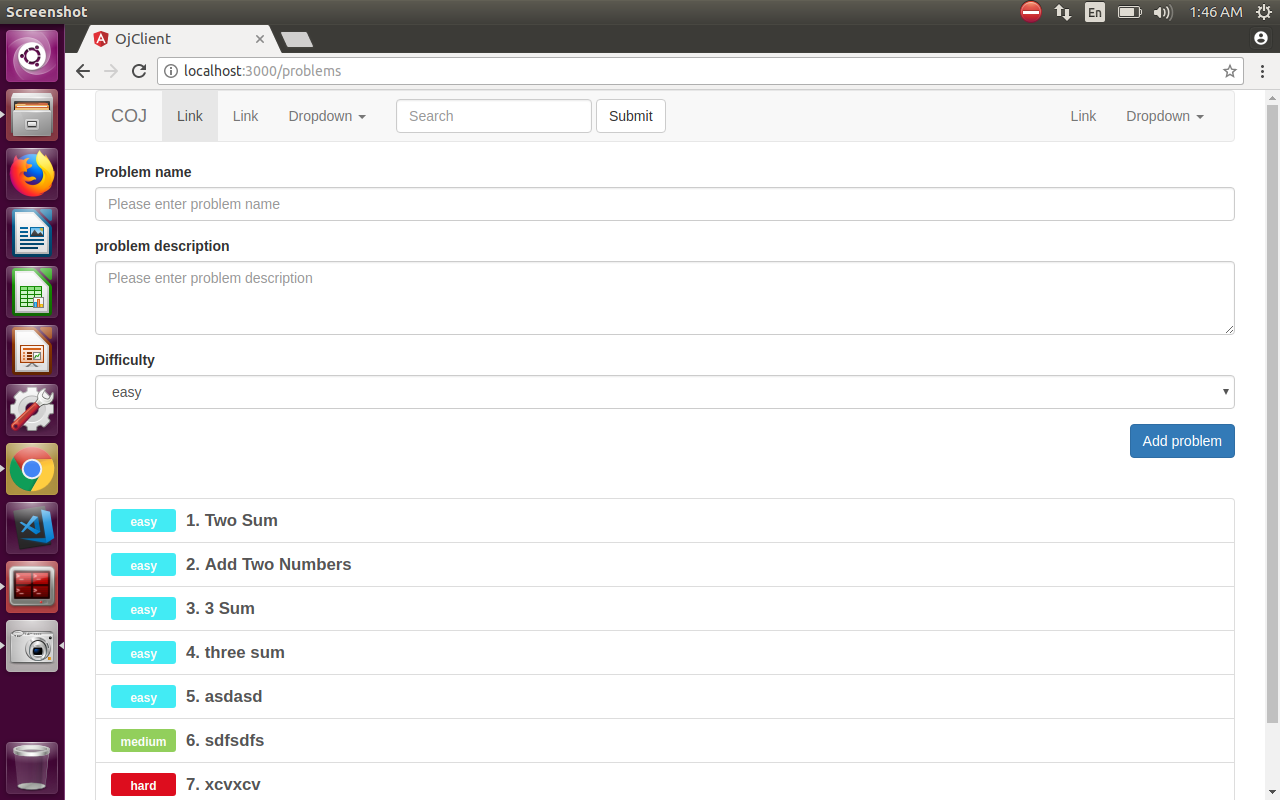 Screenshot
En
1:46 AM
OjClient
localhost:3000/problems
COJ Link Link Dropdown Search Submit Link Dropdown
Problem name
Please enter problem name
problem description
Please enter problem description
Difficulty
easy
Add problem
easy 1. Two Sum
easy 2. Add Two Numbers
easy 3. 3 Sum
easy 4. three sum
easy 5. asdasd
medium 6. sdfsdfs
hard 7. xcvxcv